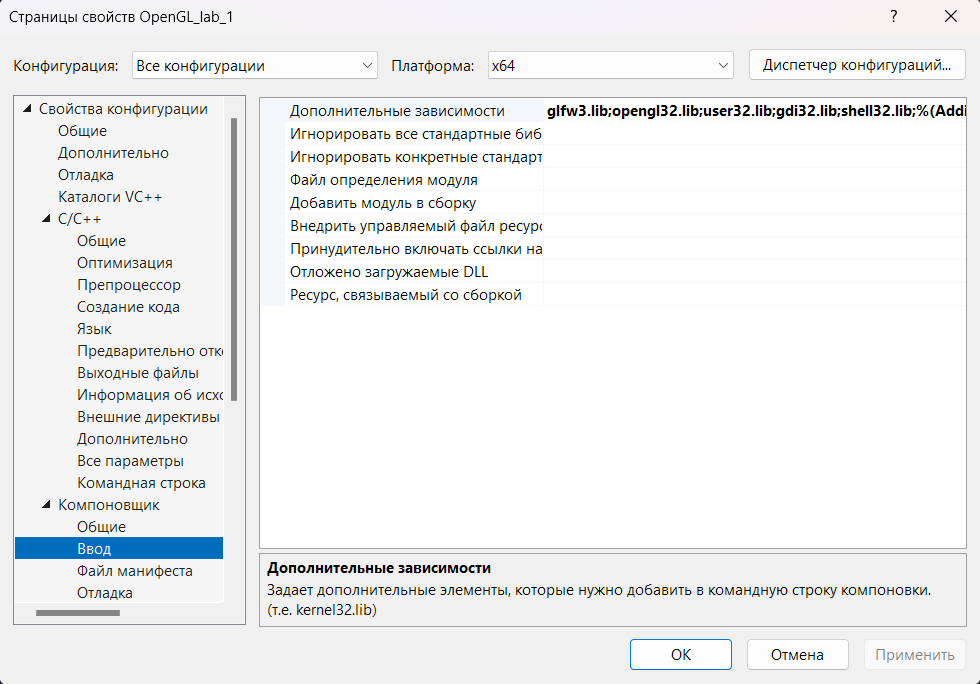 Страницы свойств OpenGL_lab_1
?
Конфигурация: Все конфигурации Платформа: x64 Диспетчер конфигураций...
Свойства конфигурации
Общие
Дополнительно
Отладка
Каталоги VC++
C/C++
Общие
Оптимизация
Препроцессор
Создание кода
Язык
Предварительно отк
Выходные файлы
Информация об исхо
Внешние директивы
Дополнительно
Все параметры
Командная строка
Компоновщик
Общие
Ввод
Файл манифеста
Отладка
Дополнительные зависимости glfw3.lib;opengl32.lib;user32.lib;gdi32.lib;shell32.lib;%(Addi
Игнорировать все стандартные биб
Игнорировать конкретные стандарт
Файл определения модуля
Добавить модуль в сборку
Внедрить управляемый файл ресурс
Принудительно включать ссылки на
Отложено загружаемые DLL
Ресурс, связываемый со сборкой
Дополнительные зависимости
Задает дополнительные элементы, которые нужно добавить в командную строку компоновки.
(т.е. kernel32.lib)
ОК Отмена Применить